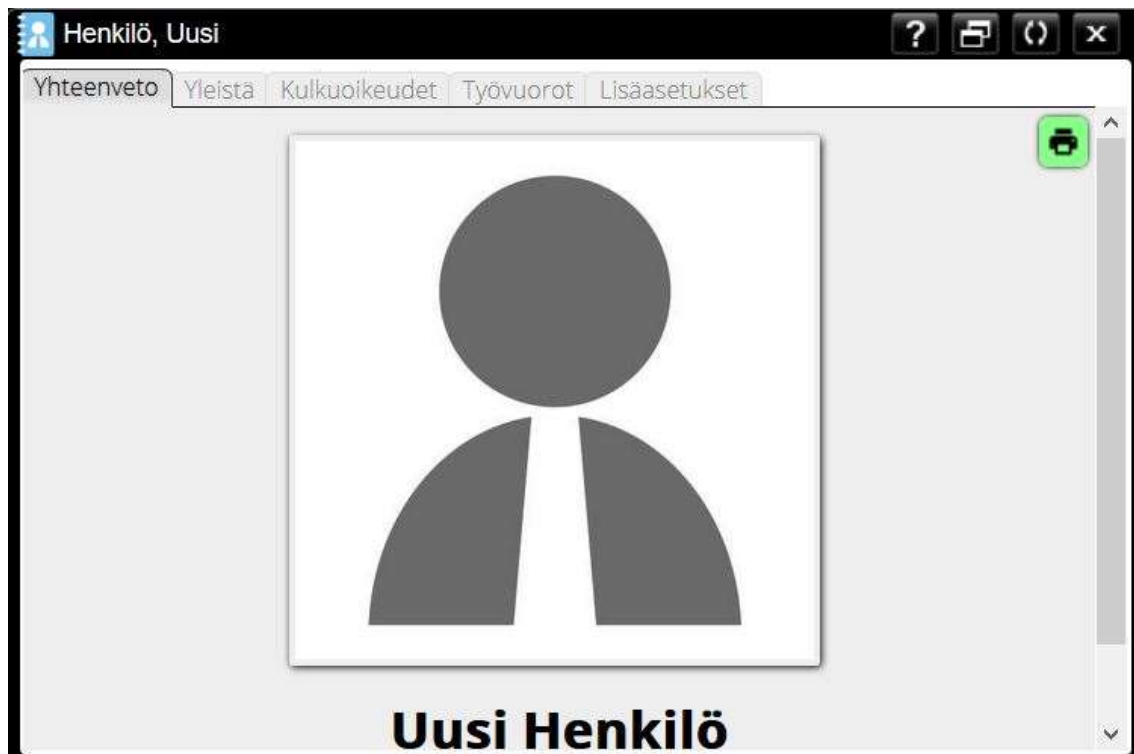 Henkilö, Uusi
?
x
Yhteenveto Yleistä Kulkuoikeudet Työvuorot Lisäasetukset
Uusi Henkilö